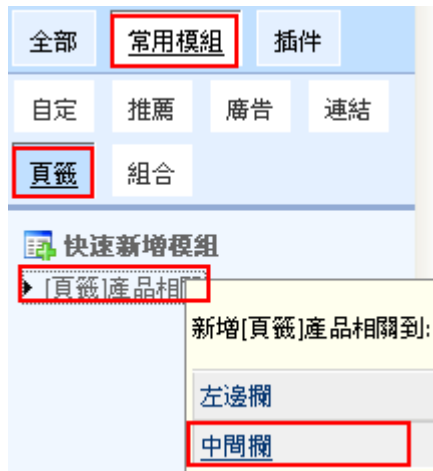 全部 常用模組 插件
自定 推薦 廣告 連結
頁籤 組合
快速新增模組
[頁籤]產品相關
新增[頁籤]產品相關到:
左邊欄
中間欄